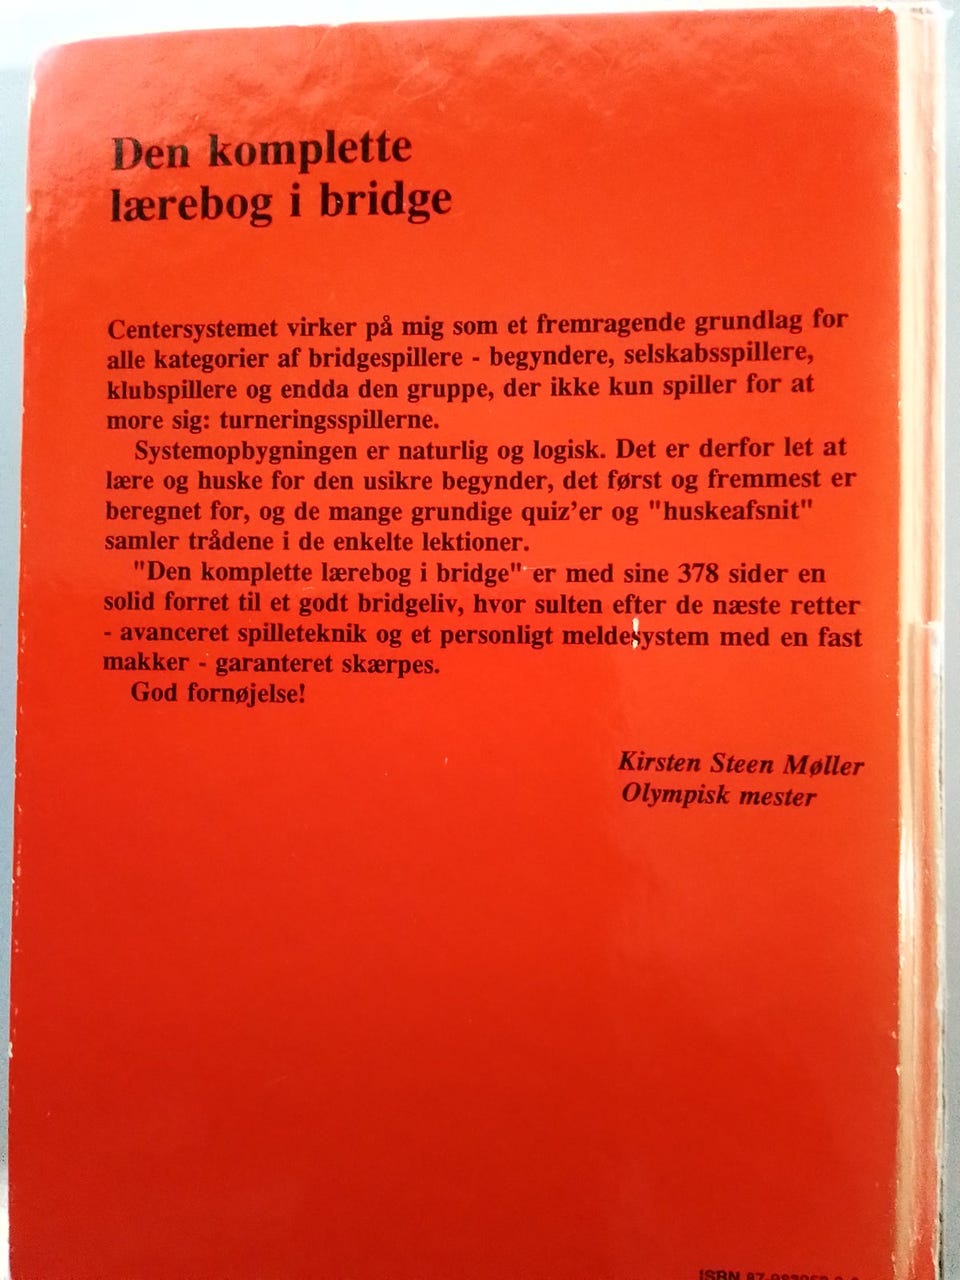 Den komplette
lærebog i bridge
Centersystemet virker på mig som et fremragende grundlag for
alle kategorier af bridgespillere - begyndere, selskabsspillere,
klubspillere og endda den gruppe, der ikke kun spiller for at
more sig: turneringsspillerne.
Systemopbygningen er naturlig og logisk. Det er derfor let at
lære og huske for den usikre begynder, det først og fremmest er
beregnet for, og de mange grundige quiz'er og "huskeafsnit"
samler trådene i de enkelte lektioner.
"Den komplette lærebog i bridge" er med sine 378 sider en
solid forret til et godt bridgeliv, hvor sulten efter de næste retter
- avanceret spilleteknik og et personligt meldesystem med en fast
makker - garanteret skærpes.
God fornøjelse!
Kirsten Steen Møller
Olympisk mester
ISBN